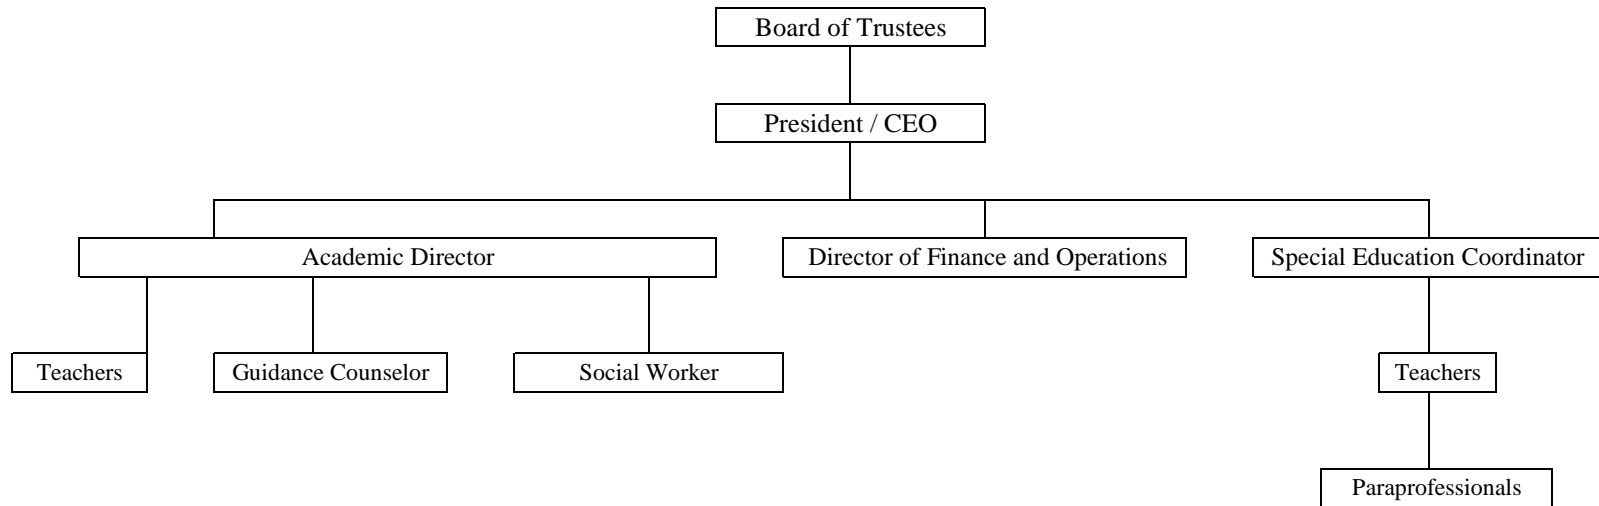 Board of Trustees
President / CEO
Academic Director
Director of Finance and Operations
Special Education Coordinator
Teachers
Guidance Counselor
Social Worker
Teachers
Paraprofessionals